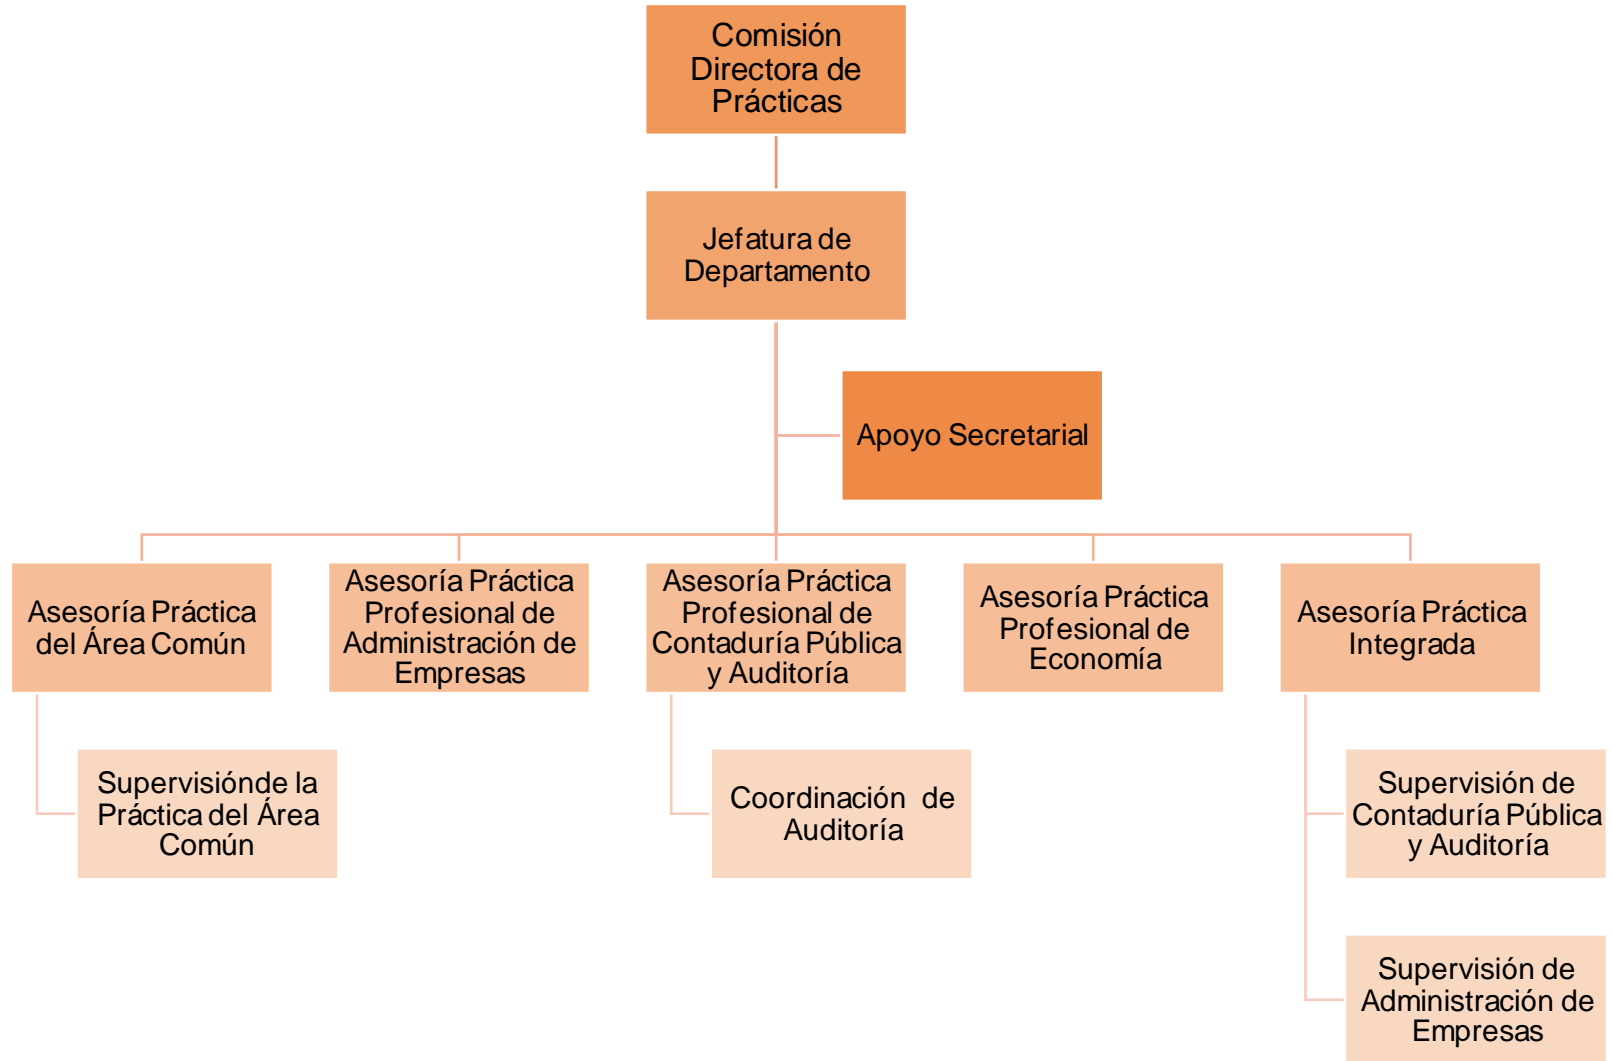 Comisión
Directora de
Prácticas
Jefatura de
Departamento
Apoyo Secretarial
Asesoría Práctica
del Área Común
Asesoría Práctica
Profesional de
Administración de
Empresas
Asesoría Práctica
Profesional de
Contaduría Pública
y Auditoría
Asesoría Práctica
Profesional de
Economía
Asesoría Práctica
Integrada
Supervisiónde la
Práctica del Área
Común
Coordinación de
Auditoría
Supervisión de
Contaduría Pública
y Auditoría
Supervisión de
Administración de
Empresas